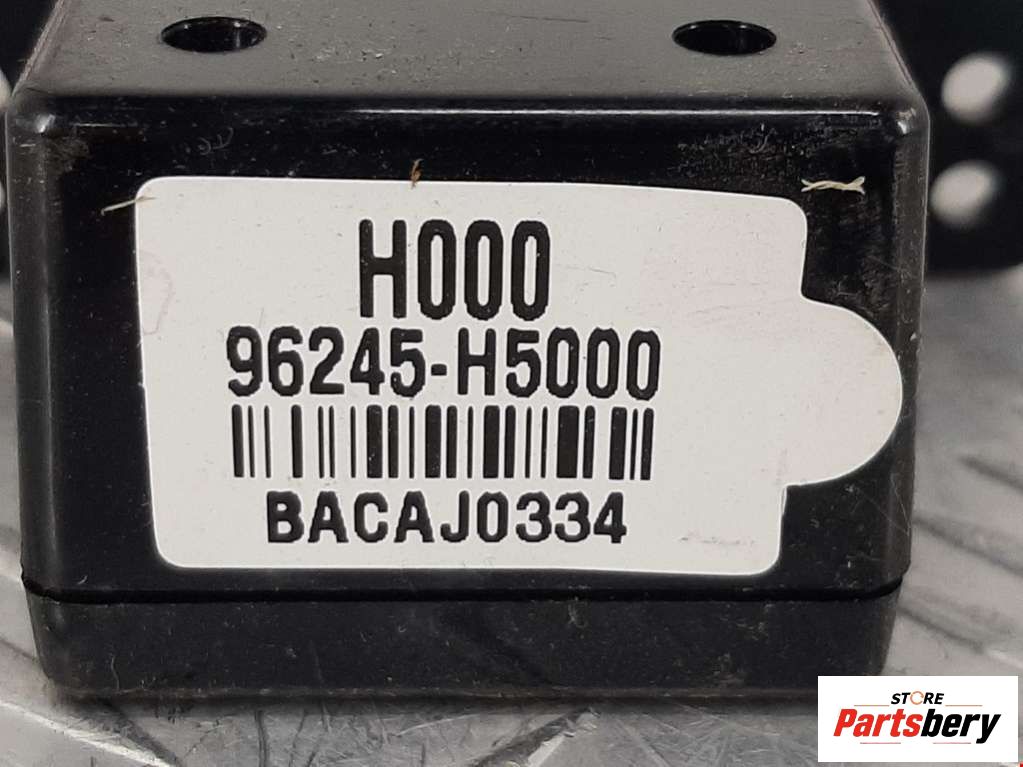 H000
96245-H5000
BACAJ0334
STORE
Partsbery